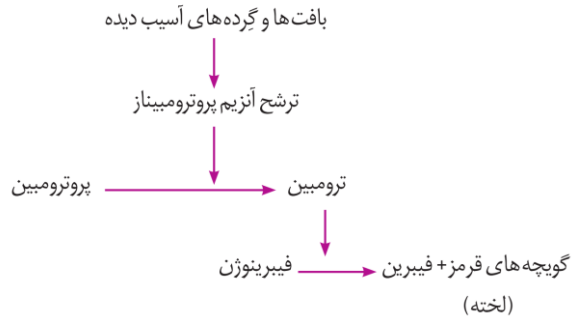 بافت‌ها و گِرده‌های آسیب دیده
ترشح آنزیم پروترومبیناز
پروترومبین
ترومبین
فیبرینوژن
گویچه‌های قرمز + فیبرین
(لخته)